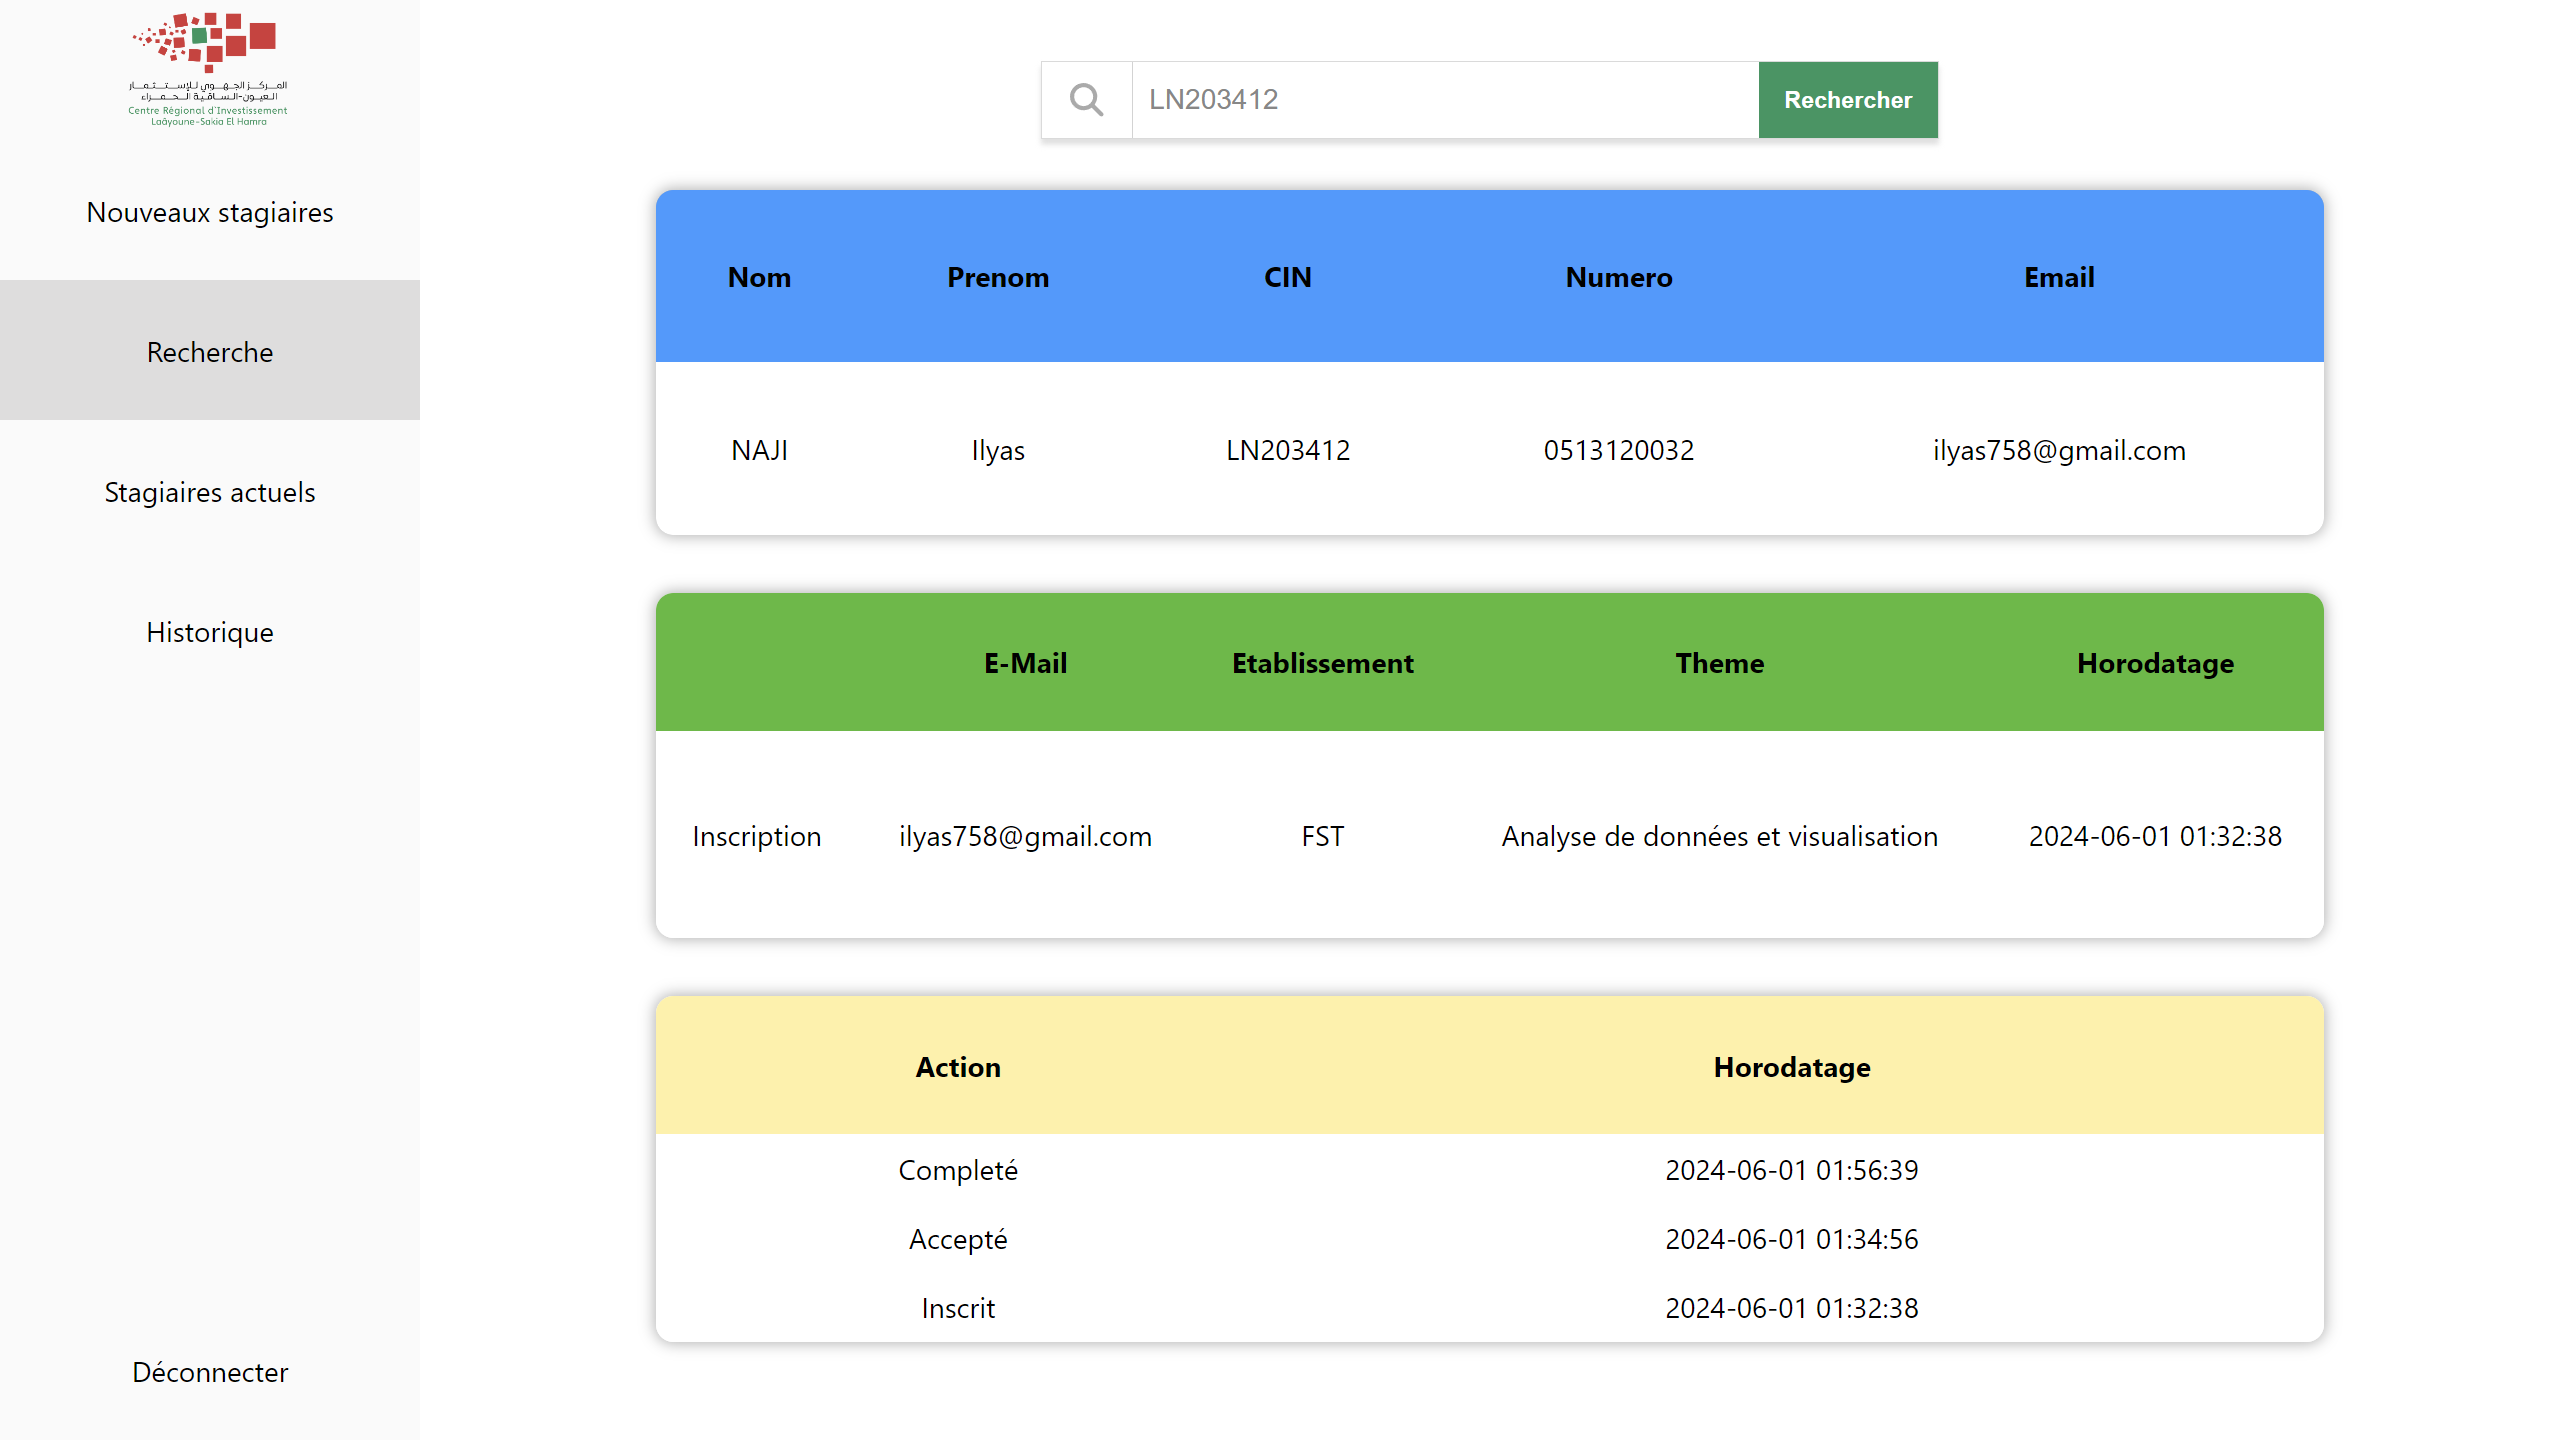 المركز الجهوي للإستثمار
العيون-الساقية الحمراء
Centre Régional d'Investissement
Laâyoune-Sakia El Hamra
Nouveaux stagiaires
Recherche
Stagiaires actuels
Historique
Déconnecter
LN203412 Rechercher
Nom Prenom CIN Numero Email
NAJI Ilyas LN203412 0513120032 ilyas758@gmail.com
E-Mail Etablissement Theme Horodatage
Inscription ilyas758@gmail.com FST Analyse de données et visualisation 2024-06-01 01:32:38
Action Horodatage
Completé 2024-06-01 01:56:39
Accepté 2024-06-01 01:34:56
Inscrit 2024-06-01 01:32:38